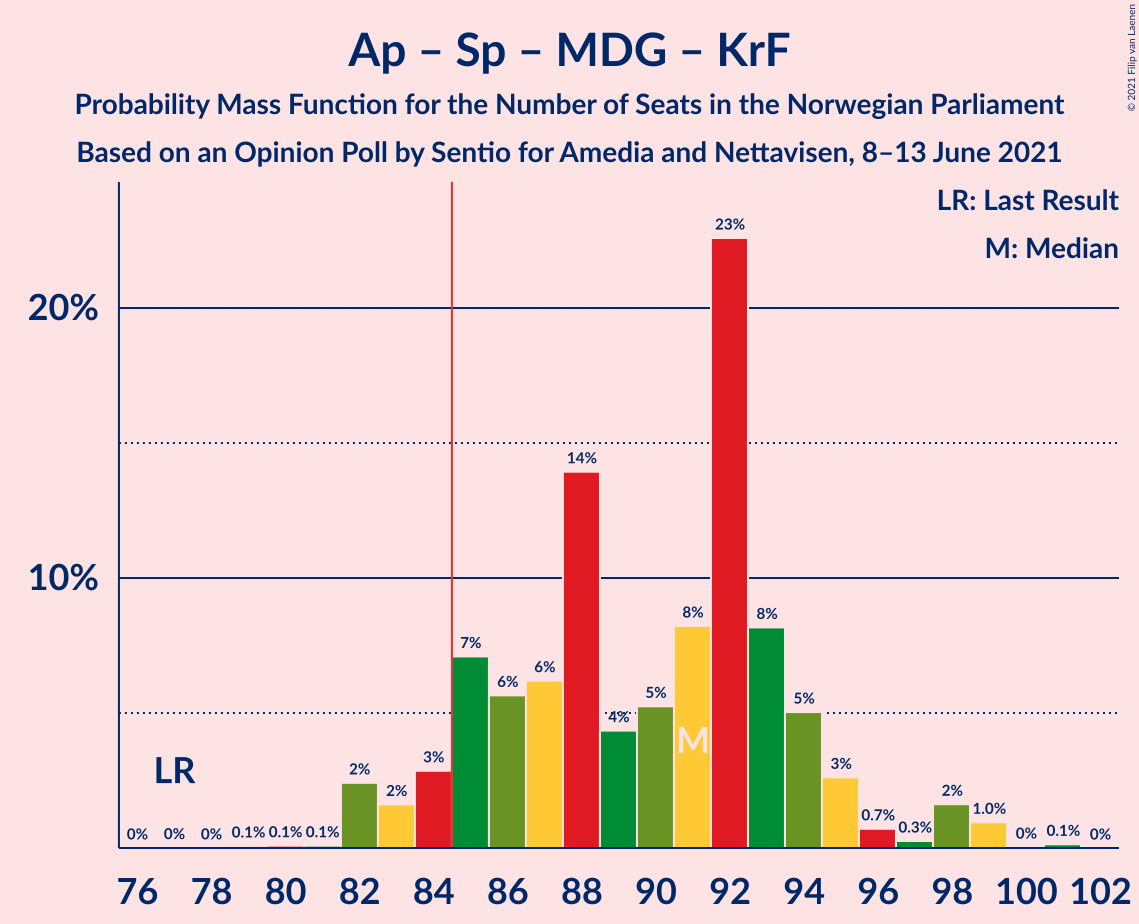 Ap – Sp – MDG – KrF
Probability Mass Function for the Number of Seats in the Norwegian Parliament
Based on an Opinion Poll by Sentio for Amedia and Nettavisen, 8–13 June 2021
© 2021 Filip van Laenen
LR: Last Result
M: Median
20%
10%
LR
M
0% 0% 0% 0.1% 0.1% 0.1% 2% 2% 3% 7% 6% 6% 14% 4% 5% 8% 23% 8% 5% 3% 0.7% 0.3% 2% 1.0% 0% 0.1% 0%
76 78 80 82 84 86 88 90 92 94 96 98 100 102